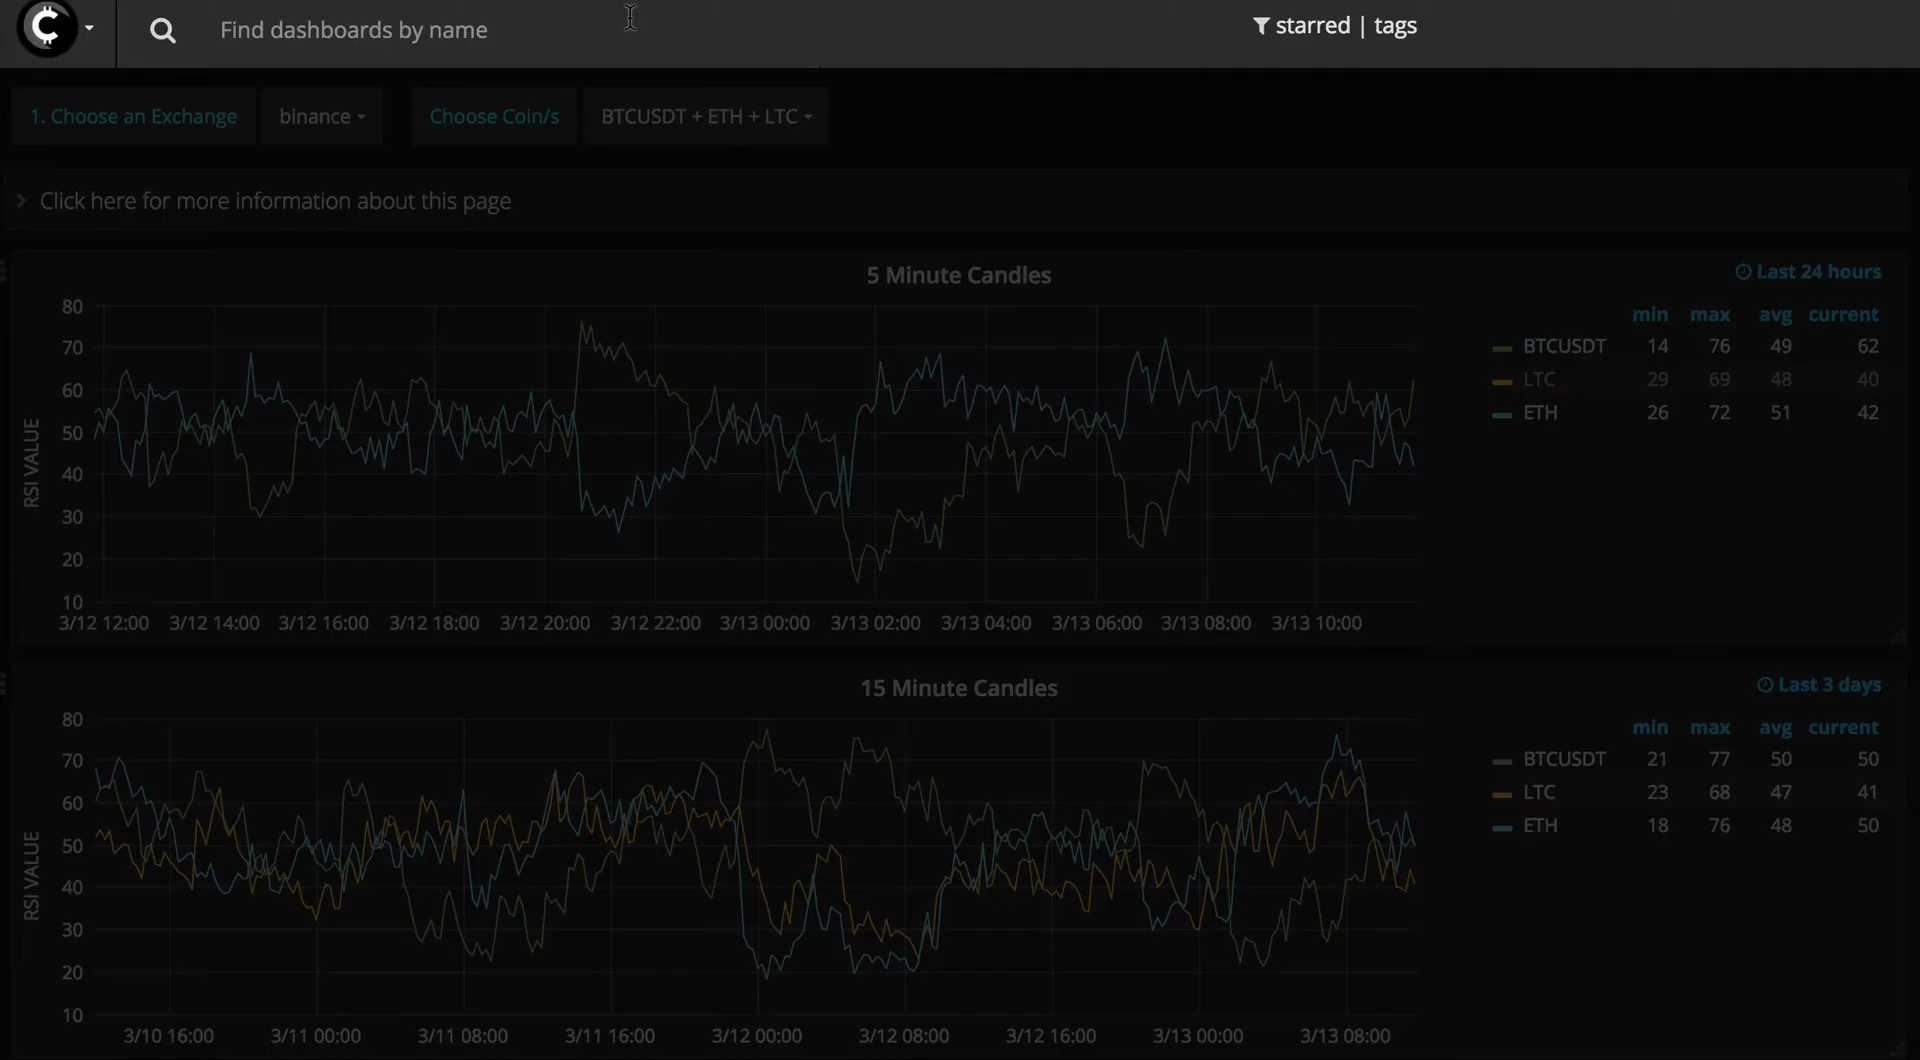 Find dashboards by name
starred | tags
1. Choose an Exchange
binance
Choose Coin/s
BTCUSDT + ETH + LTC
Click here for more information about this page
5 Minute Candles
Last 24 hours
RSI VALUE
80
70
60
50
40
30
20
10
3/12 12:00 3/12 14:00 3/12 16:00 3/12 18:00 3/12 20:00 3/12 22:00 3/13 00:00 3/13 02:00 3/13 04:00 3/13 06:00 3/13 08:00 3/13 10:00
min max avg current
BTCUSDT 14 76 49 62
LTC 29 69 48 40
ETH 26 72 51 42
15 Minute Candles
Last 3 days
RSI VALUE
80
70
60
50
40
30
20
10
3/10 16:00 3/11 00:00 3/11 08:00 3/11 16:00 3/12 00:00 3/12 08:00 3/12 16:00 3/13 00:00 3/13 08:00
min max avg current
BTCUSDT 21 77 50 50
LTC 23 68 47 41
ETH 18 76 48 50